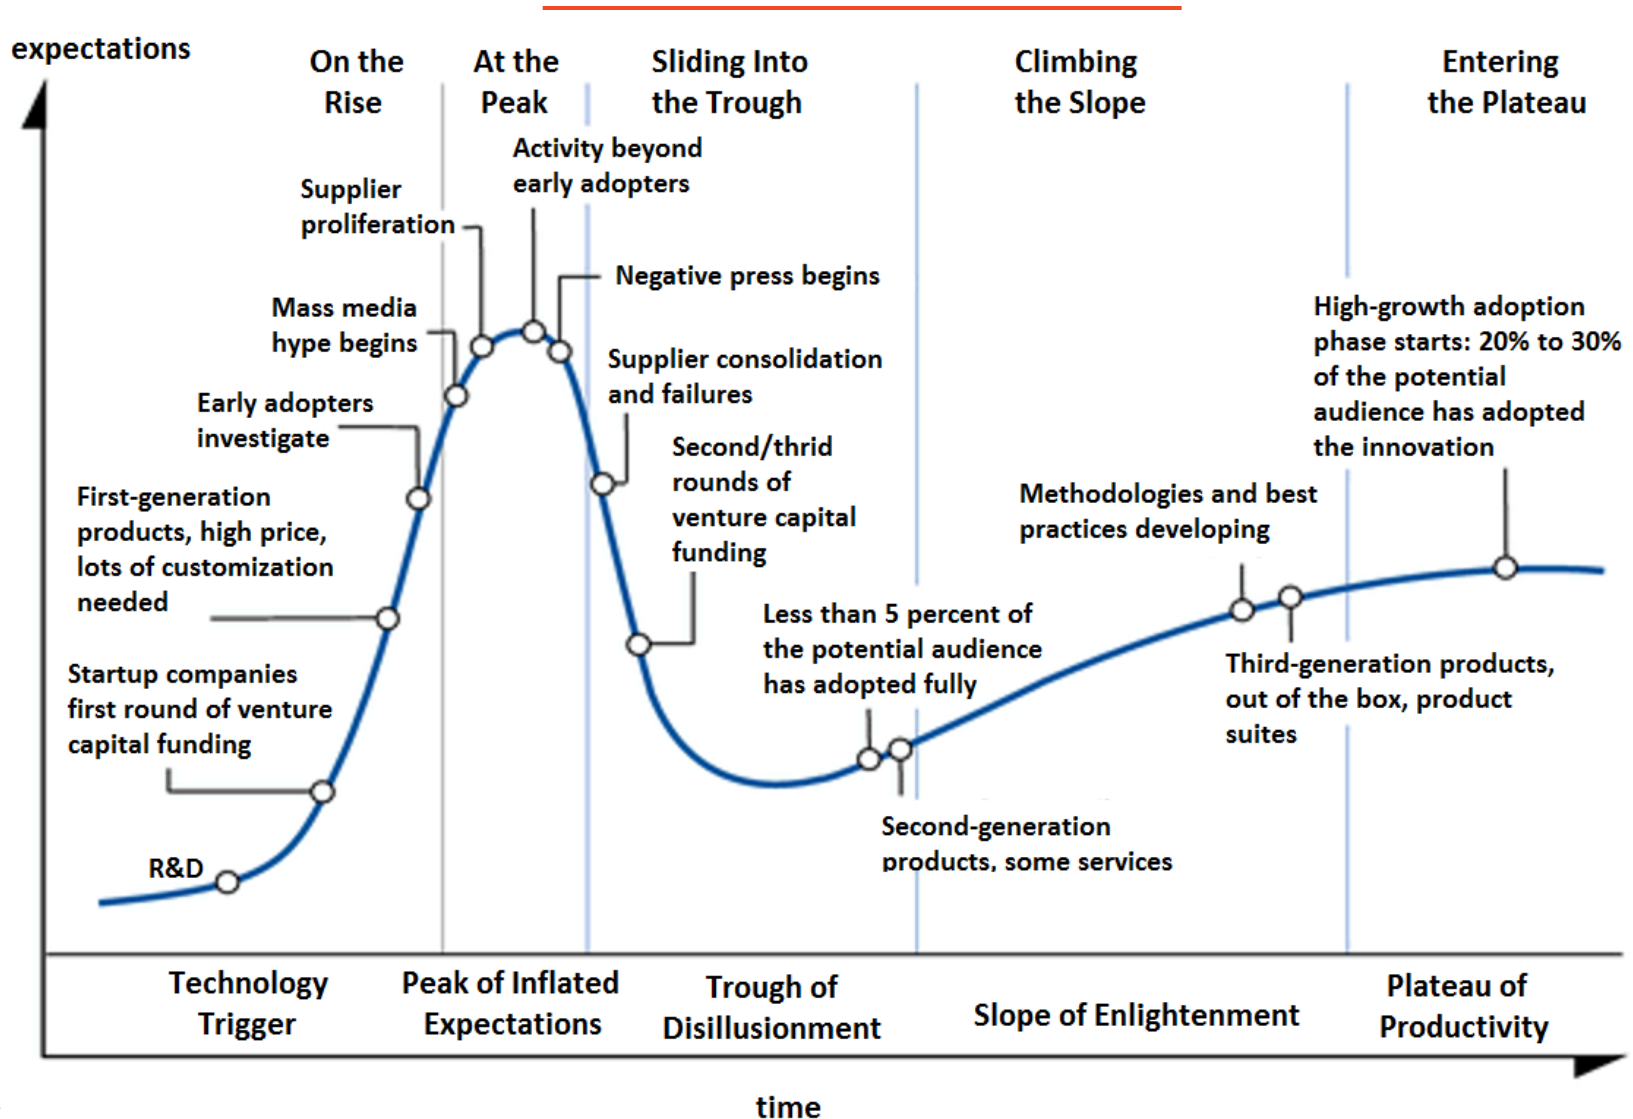 expectations
On the
Rise
At the
Peak
Sliding Into
the Trough
Climbing
the Slope
Entering
the Plateau
Activity beyond
early adopters
Supplier
proliferation
Negative press begins
Mass media
hype begins
Supplier consolidation
and failures
High-growth adoption
phase starts: 20% to 30%
of the potential
audience has adopted
the innovation
Early adopters
investigate
Second/thrid
rounds of
venture capital
funding
First-generation
products, high price,
lots of customization
needed
Methodologies and best
practices developing
Less than 5 percent of
the potential audience
has adopted fully
Startup companies
first round of venture
capital funding
Third-generation products,
out of the box, product
suites
Second-generation
products, some services
R&D
Technology
Trigger
Peak of Inflated
Expectations
Trough of
Disillusionment
Slope of Enlightenment
Plateau of
Productivity
time